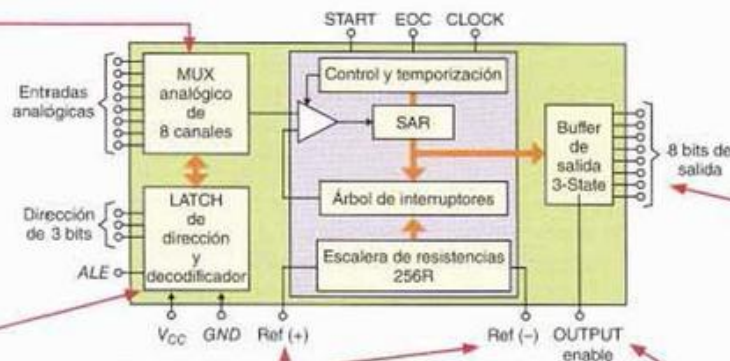 START EOC CLOCK
Entradas
analógicas
MUX
analógico
de
8 canales
Control y temporización
SAR
Buffer
de
salida
3-State
8 bits de
salida
Árbol de interruptores
Dirección
de 3 bits
LATCH
de
dirección
y
decodificador
Escalera de resistencias
256R
ALE
VCC GND Ref (+) Ref (−) OUTPUT
enable